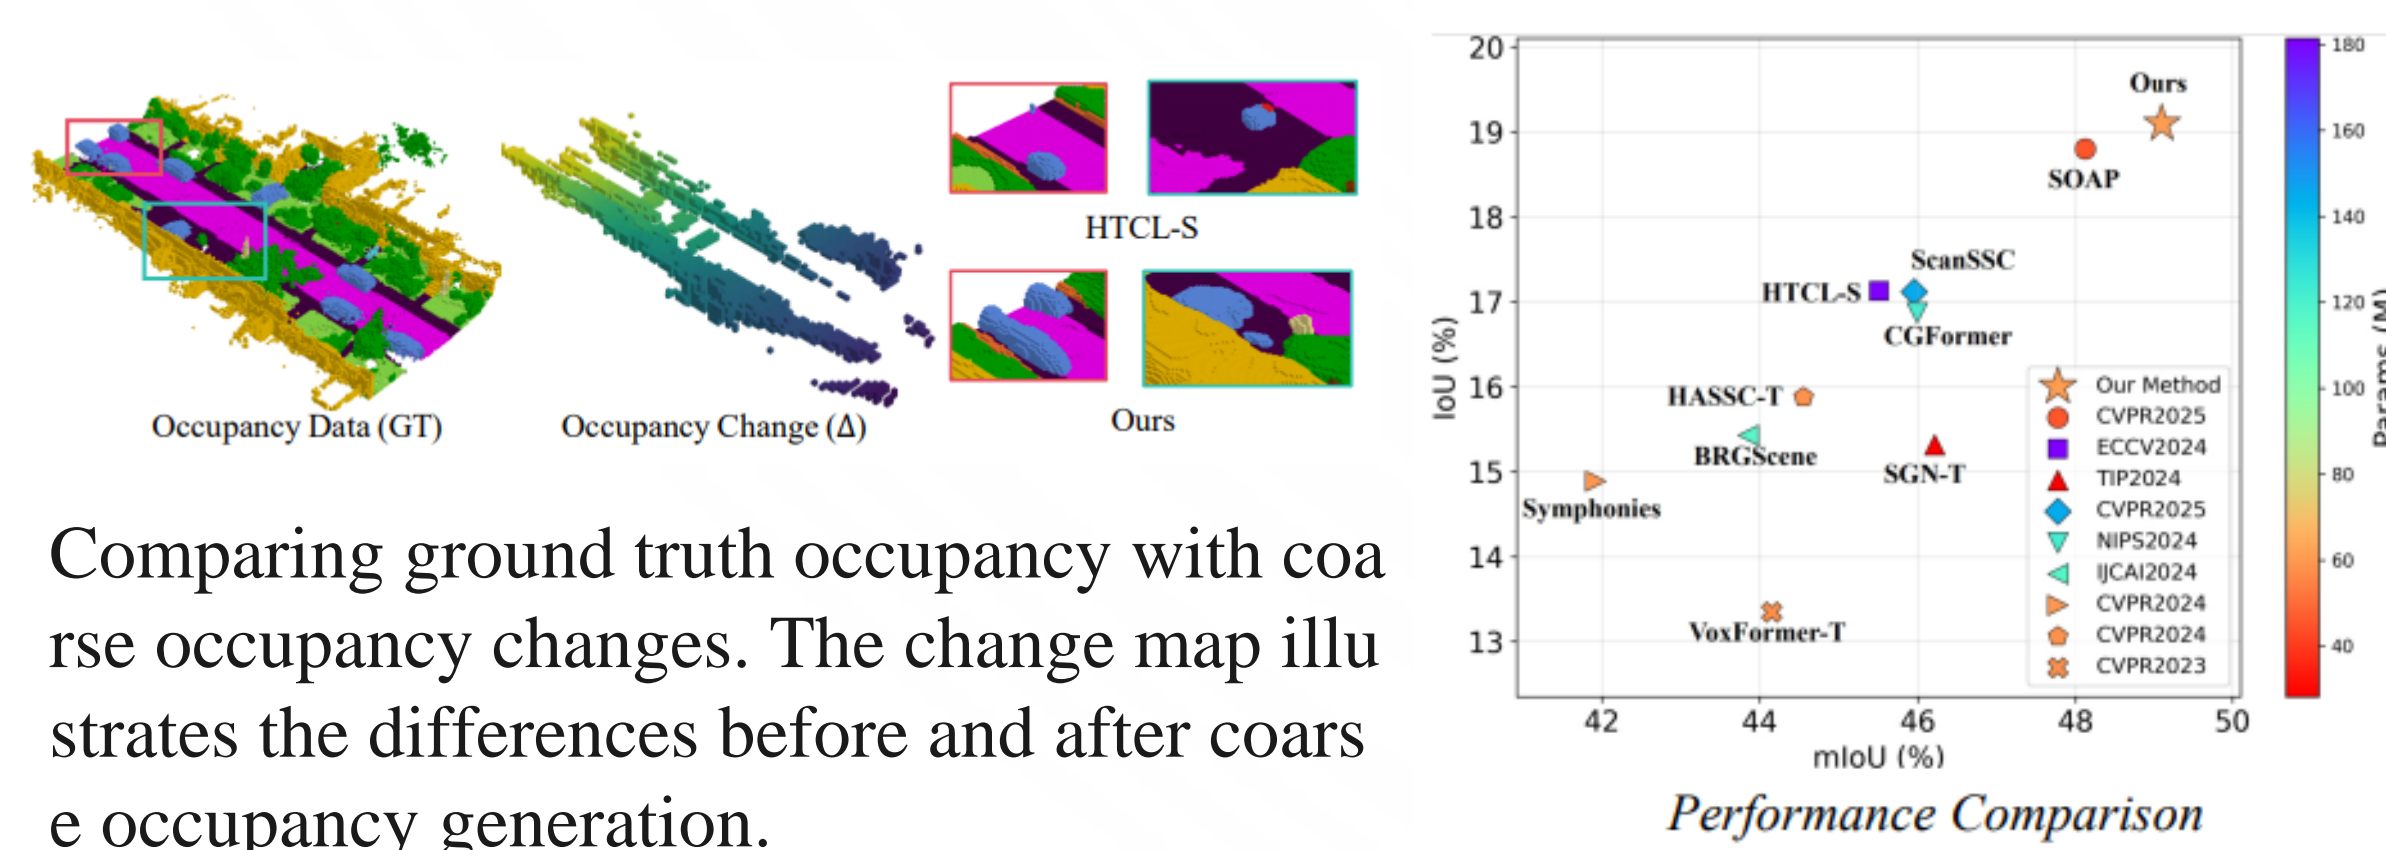 HTCL-S
Occupancy Data (GT)
Occupancy Change (Δ)
Ours
Comparing ground truth occupancy with coa
rse occupancy changes. The change map illu
strates the differences before and after coars
e occupancy generation.
20
19
18
17
16
15
14
13
IoU (%)
Ours
SOAP
ScanSSC
HTCL-S
CGFormer
HASSC-T
BRGScene
SGN-T
Symphonies
VoxFormer-T
Our Method
CVPR2025
ECCV2024
TIP2024
CVPR2025
NIPS2024
IJCAI2024
CVPR2024
CVPR2024
CVPR2023
42 44 46 48 50
mIoU (%)
180
160
140
120
100
80
60
40
Params (M)
Performance Comparison